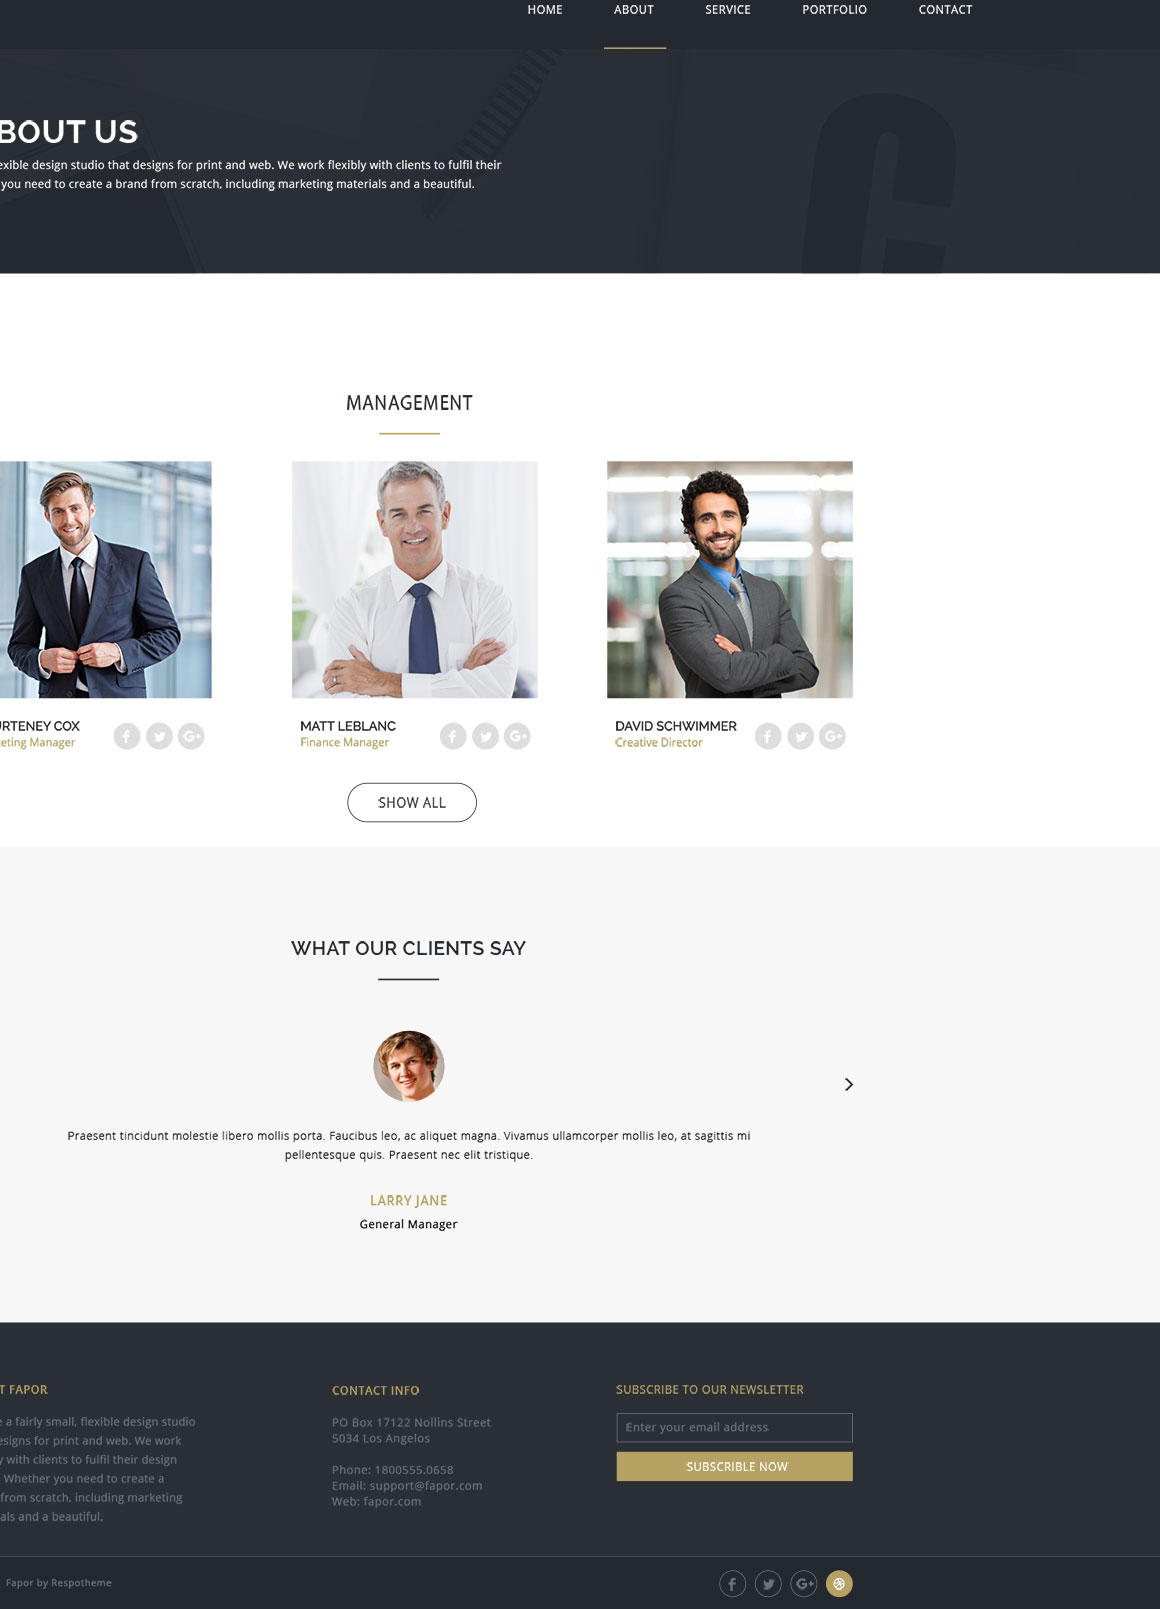 HOME ABOUT SERVICE PORTFOLIO CONTACT
BOUT US
exible design studio that designs for print and web. We work flexibly with clients to fulfil their
you need to create a brand from scratch, including marketing materials and a beautiful.
MANAGEMENT
URTENEY COX
eting Manager
MATT LEBLANC
Finance Manager
DAVID SCHWIMMER
Creative Director
SHOW ALL
WHAT OUR CLIENTS SAY
Praesent tincidunt molestie libero mollis porta. Faucibus leo, ac aliquet magna. Vivamus ullamcorper mollis leo, at sagittis mi
pellentesque quis. Praesent nec elit tristique.
LARRY JANE
General Manager
T FAPOR
e a fairly small, flexible design studio
esigns for print and web. We work
y with clients to fulfil their design
Whether you need to create a
from scratch, including marketing
als and a beautiful.
CONTACT INFO
PO Box 17122 Nollins Street
5034 Los Angelos
Phone: 1800555.0658
Email: support@fapor.com
Web: fapor.com
SUBSCRIBE TO OUR NEWSLETTER
Enter your email address
SUBSCRIBLE NOW
Fapor by Respotheme